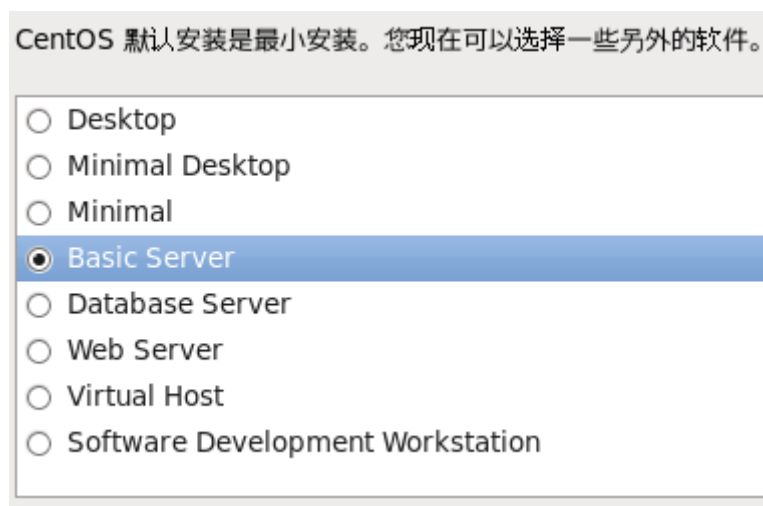 CentOS 默认安装是最小安装。您现在可以选择一些另外的软件。
Desktop
Minimal Desktop
Minimal
Basic Server
Database Server
Web Server
Virtual Host
Software Development Workstation